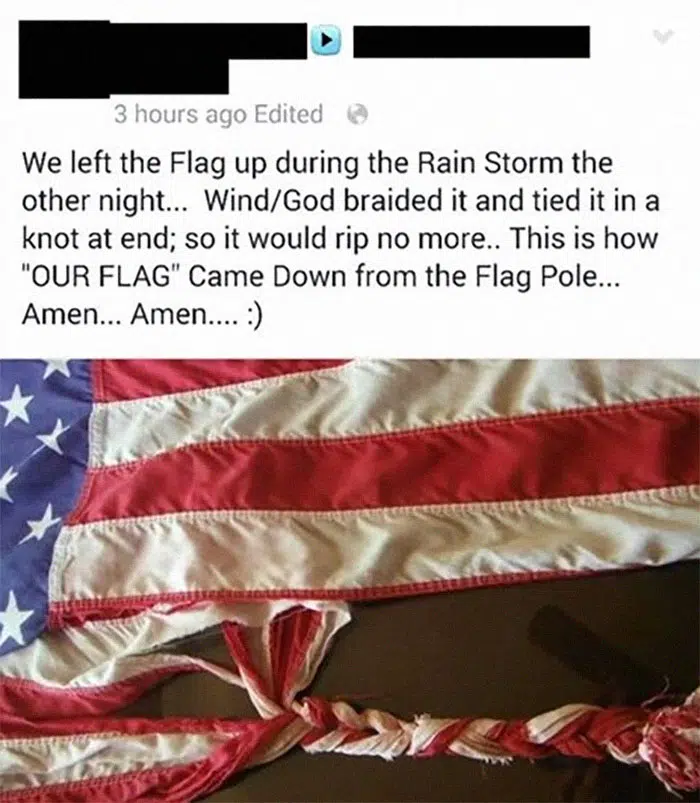 3 hours ago Edited
We left the Flag up during the Rain Storm the
other night... Wind/God braided it and tied it in a
knot at end; so it would rip no more.. This is how
"OUR FLAG" Came Down from the Flag Pole...
Amen... Amen.... :)